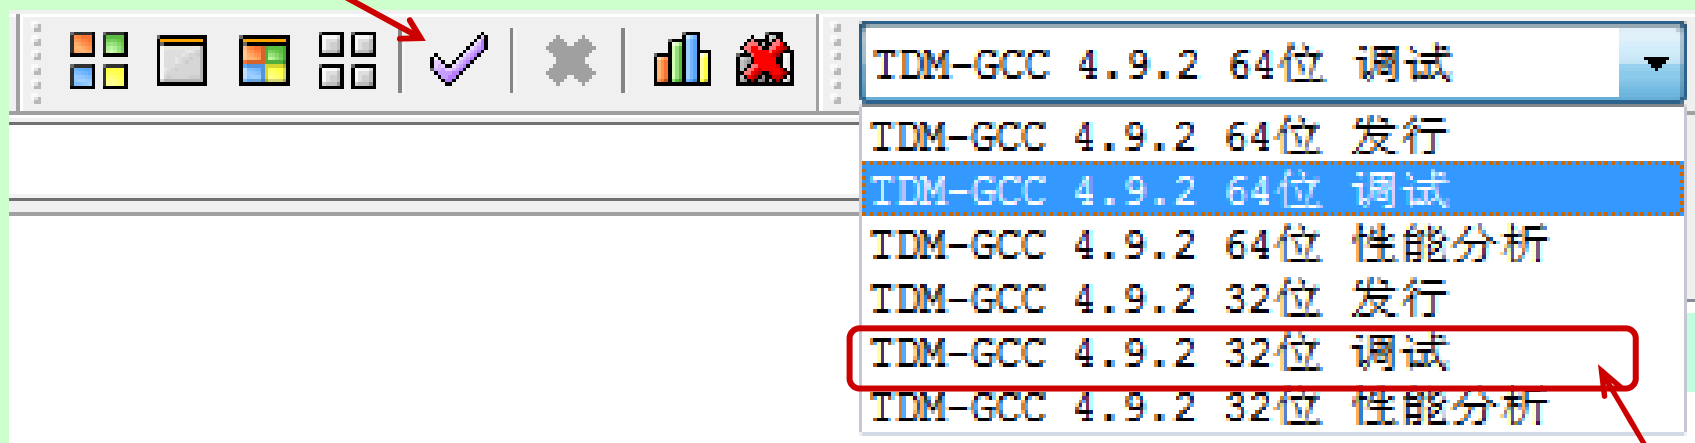 TDM-GCC 4.9.2 64位 调试
TDM-GCC 4.9.2 64位 发行
TDM-GCC 4.9.2 64位 调试
TDM-GCC 4.9.2 64位 性能分析
TDM-GCC 4.9.2 32位 发行
TDM-GCC 4.9.2 32位 调试
TDM-GCC 4.9.2 32位 性能分析